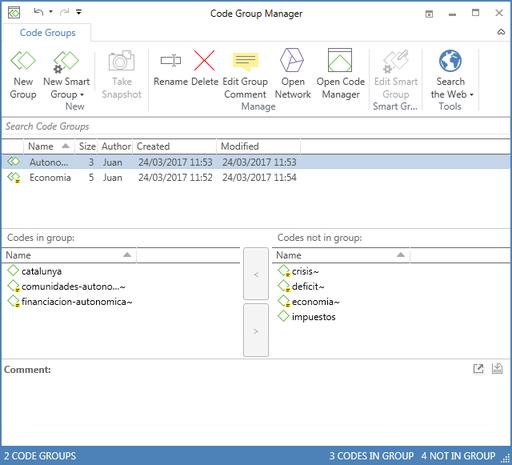 Code Group Manager
Code Groups
New Group
New Smart Group
Take Snapshot
Rename
Delete
Edit Group Comment
Open Network
Open Code Manager
Edit Smart Group
Search the Web
New
Manage
Smart Gr...
Tools
Search Code Groups
Name Size Author Created Modified
Autono... 3 Juan 24/03/2017 11:53 24/03/2017 11:53
Economia 5 Juan 24/03/2017 11:52 24/03/2017 11:54
Codes in group:
Name
catalunya
comunidades-autono...~
financiacion-autonomica~
<
>
Codes not in group:
Name
crisis~
deficit~
economia~
impuestos
Comment:
2 CODE GROUPS
3 CODES IN GROUP 4 NOT IN GROUP